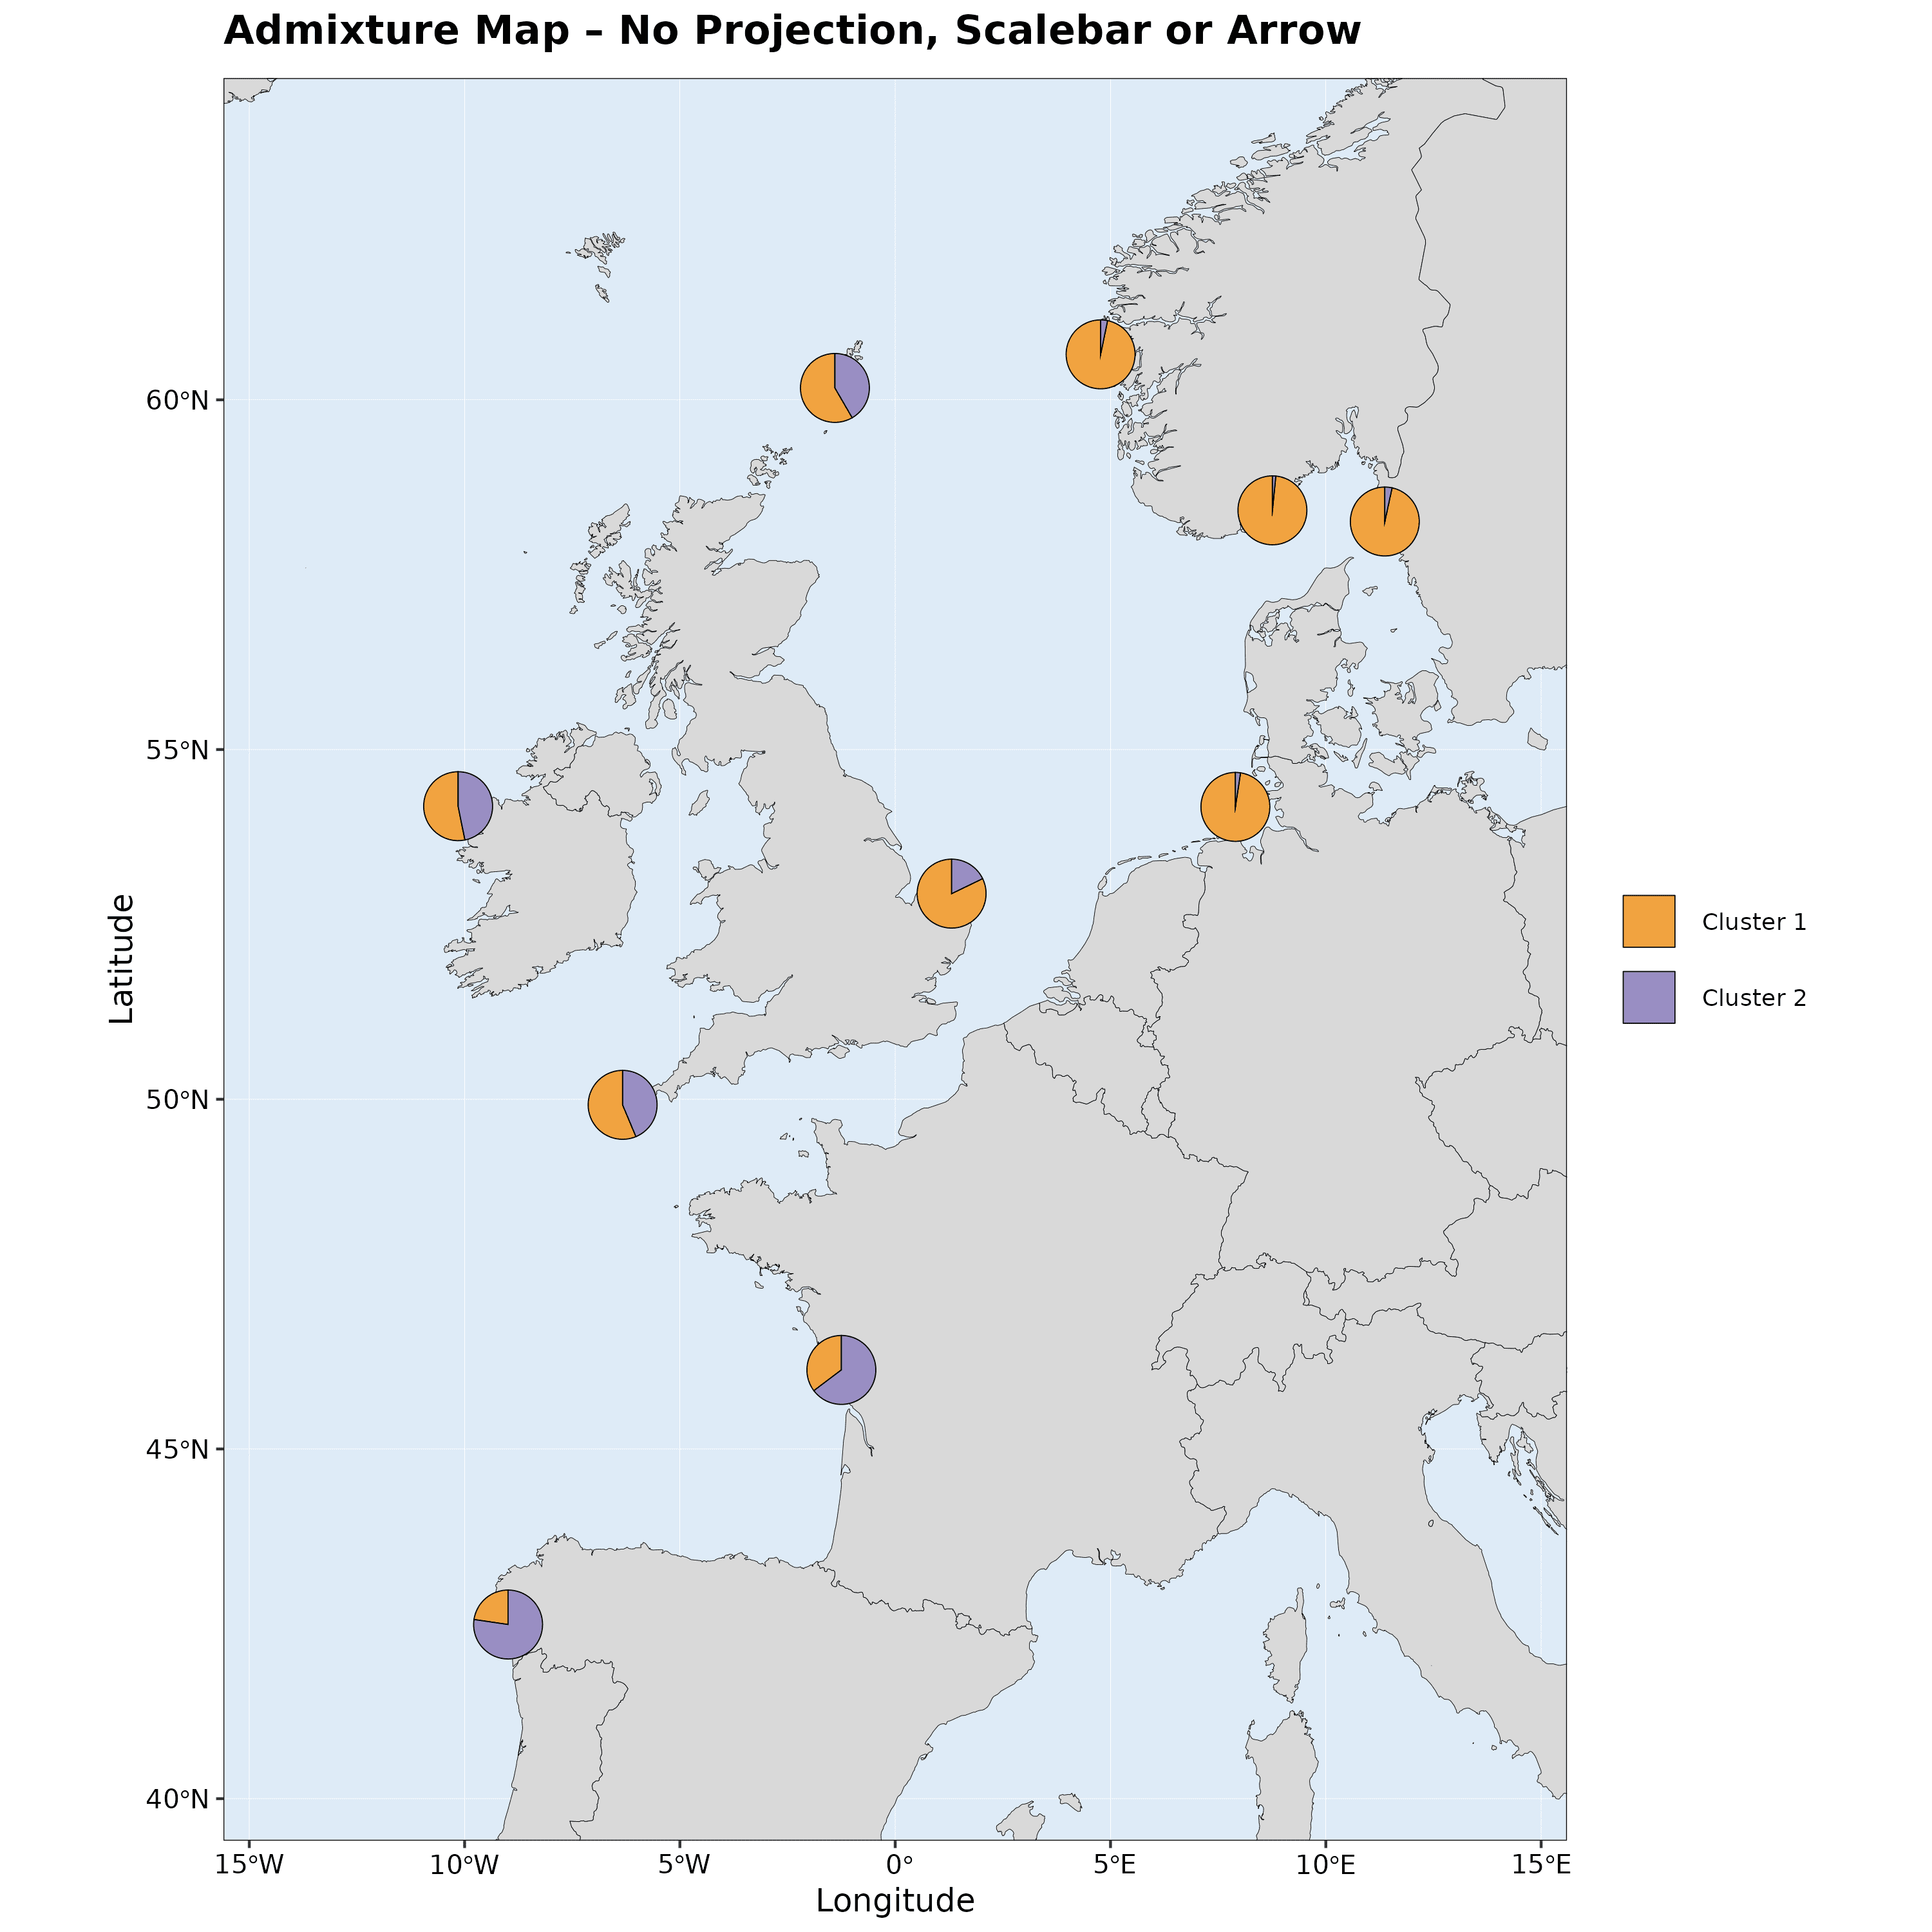 Admixture Map – No Projection, Scalebar or Arrow
60°N
55°N
50°N
45°N
40°N
15°W
10°W
5°W
0°
5°E
10°E
15°E
Latitude
Longitude
Cluster 1
Cluster 2